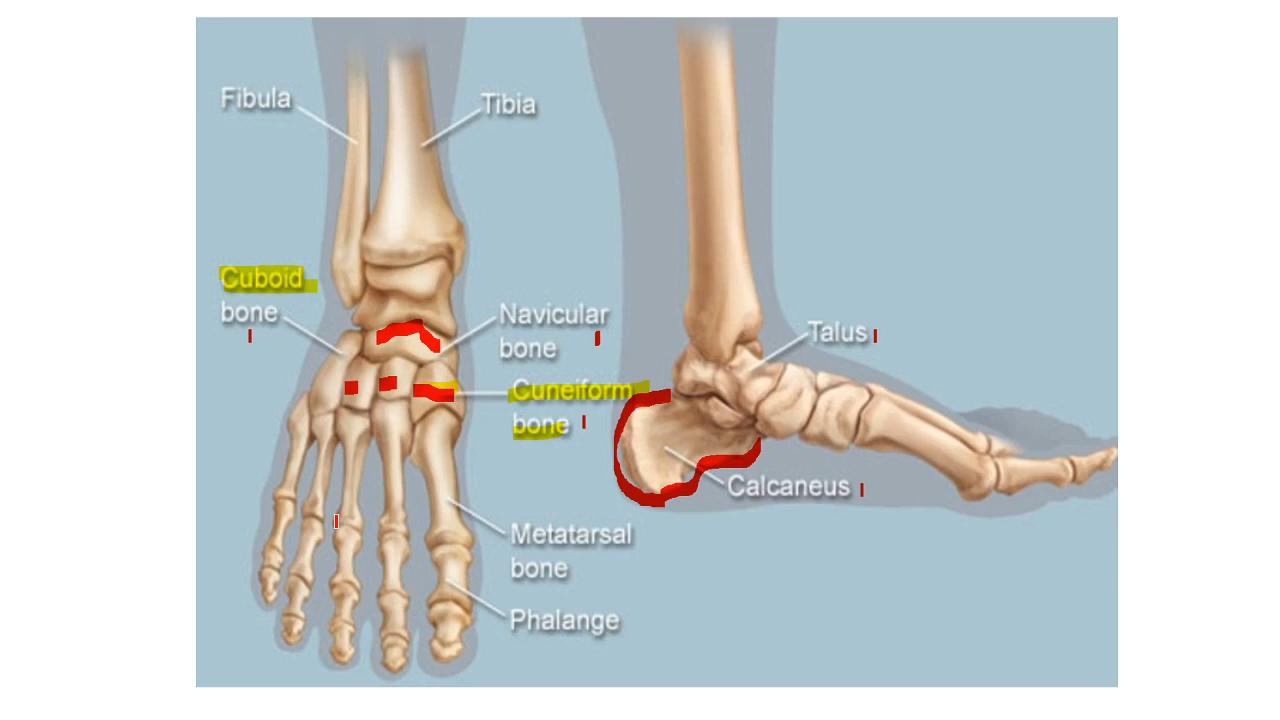 Fibula
Tibia
Cuboid
bone
Navicular
bone
Cuneiform
bone
Metatarsal
bone
Phalange
Talus
Calcaneus